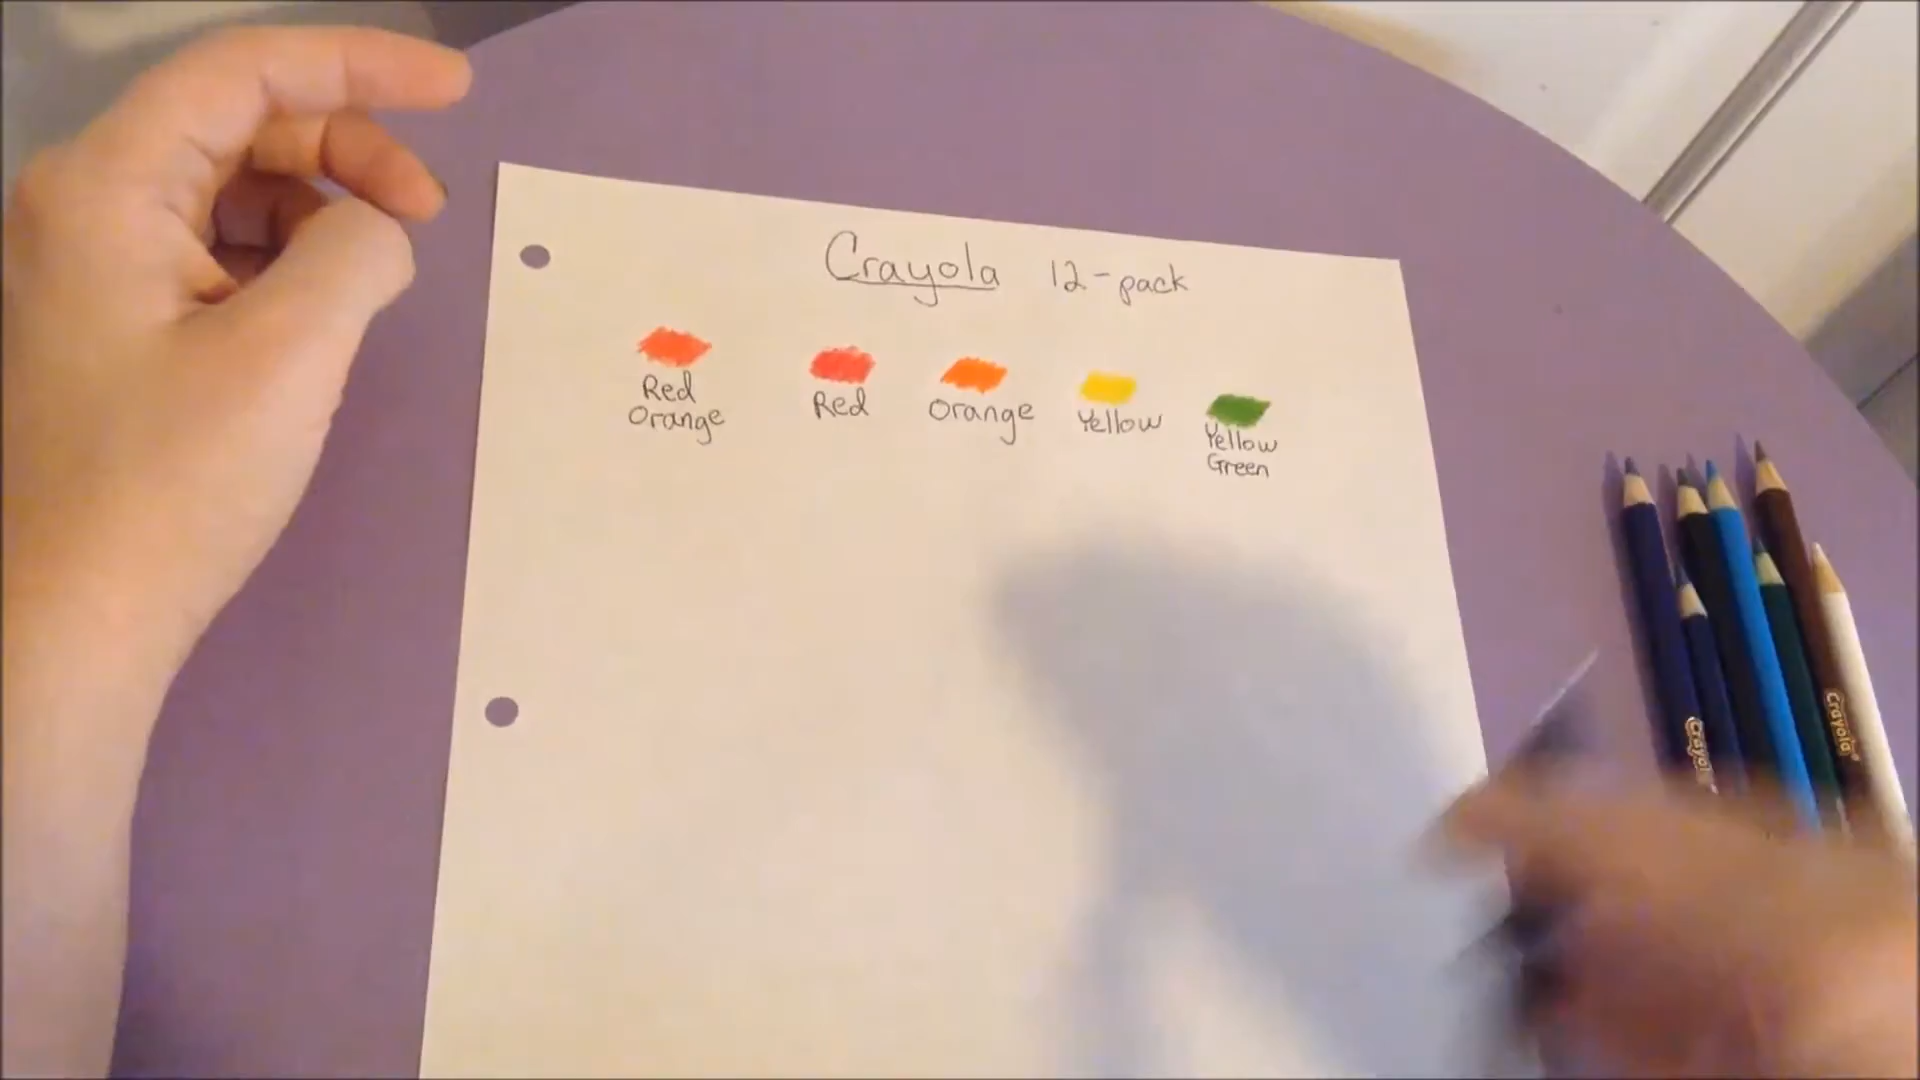 Crayola 12-pack
Red
Orange
Red
Orange
Yellow
Yellow
Green
Crayola
Crayola